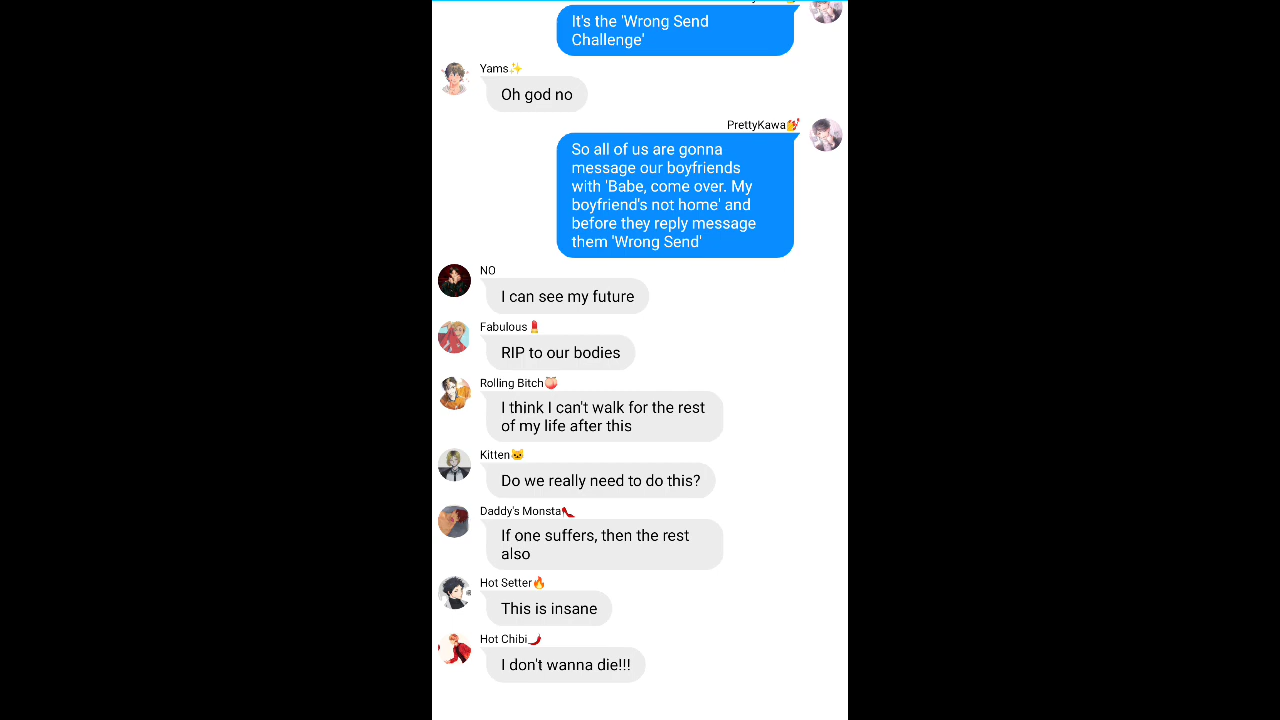 It's the 'Wrong Send
Challenge'
Yams✨
Oh god no
PrettyKawa💅
So all of us are gonna
message our boyfriends
with 'Babe, come over. My
boyfriend's not home' and
before they reply message
them 'Wrong Send'
NO
I can see my future
Fabulous💄
RIP to our bodies
Rolling Bitch🍑
I think I can't walk for the rest
of my life after this
Kitten🐱
Do we really need to do this?
Daddy's Monsta👠
If one suffers, then the rest
also
Hot Setter🔥
This is insane
Hot Chibi🌶️
I don't wanna die!!!